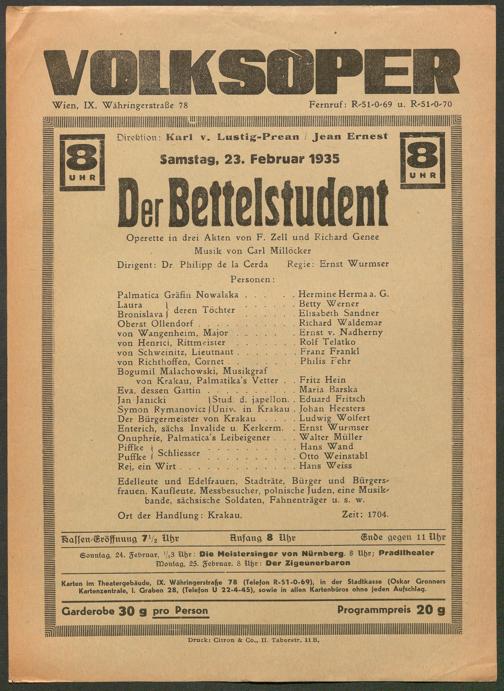 VOLKSOPER
Wien, IX. Währingerstraße 78 Fernruf: R-51-0-69 u. R-51-0-70
8 UHR
8 UHR
Direktion: Karl v. Lustig-Prean / Jean Ernest
Samstag, 23. Februar 1935
Der Bettelstudent
Operette in drei Akten von F. Zell und Richard Genee
Musik von Carl Millöcker
Dirigent: Dr. Philipp de la Cerda Regie: Ernst Wurmser
Personen:
Palmatica Gräfin Nowalska . . . . . . Hermine Herma a. G.
Laura } deren Töchter . . . . . . Betty Werner
Bronislava } Elisabeth Sandner
Oberst Ollendorf . . . . . . Richard Waldemar
von Wangenheim, Major . . . . . . Ernst v. Nadherny
von Henrici, Rittmeister . . . . . . Rolf Telatko
von Schweinitz, Lieutnant . . . . . . Franz Frankl
von Richthoffen, Cornet . . . . . . Philis Fehr
Bogumil Malachowski, Musikgraf
von Krakau, Palmatika's Vetter . . Fritz Hein
Eva, dessen Gattin . . . . . . Maria Barska
Jan Janicki } Stud. d. japellon. . Eduard Fritsch
Symon Rymanovicz } Univ. in Krakau . Johan Heesters
Der Bürgermeister von Krakau . . . . Ludwig Wolfert
Enterich, sächs. Invalide u. Kerkerm. . Ernst Wurmser
Onuphrie, Palmatica's Leibeigener . . . Walter Müller
Piffke } Schliesser . . . . . . Hans Wand
Puffke } Otto Weinstabl
Rej, ein Wirt . . . . . . Hans Weiss
Edelleute und Edelfrauen, Stadträte, Bürger und Bürgers-
frauen, Kaufleute, Messbesucher, polnische Juden, eine Musik-
bande, sächsische Soldaten, Fahnenträger u. s. w.
Ort der Handlung: Krakau. Zeit: 1704.
Kassen-Eröffnung 7½ Uhr Anfang 8 Uhr Ende gegen 11 Uhr
Sonntag, 24. Februar, ½3 Uhr: Die Meistersinger von Nürnberg. 8 Uhr: Pradltheater
Montag, 25. Februar, 8 Uhr: Der Zigeunerbaron
Karten im Theatergebäude, IX. Währingerstraße 78 (Telefon R-51-0-69), in der Stadtkasse (Oskar Gronners
Kartenzentrale, I. Graben 28, (Telefon U 22-4-45), sowie in allen Kartenbüros ohne jeden Aufschlag.
Garderobe 30 g pro Person Programmpreis 20 g
Druck: Citron & Co., II. Taborstr. 11 B.